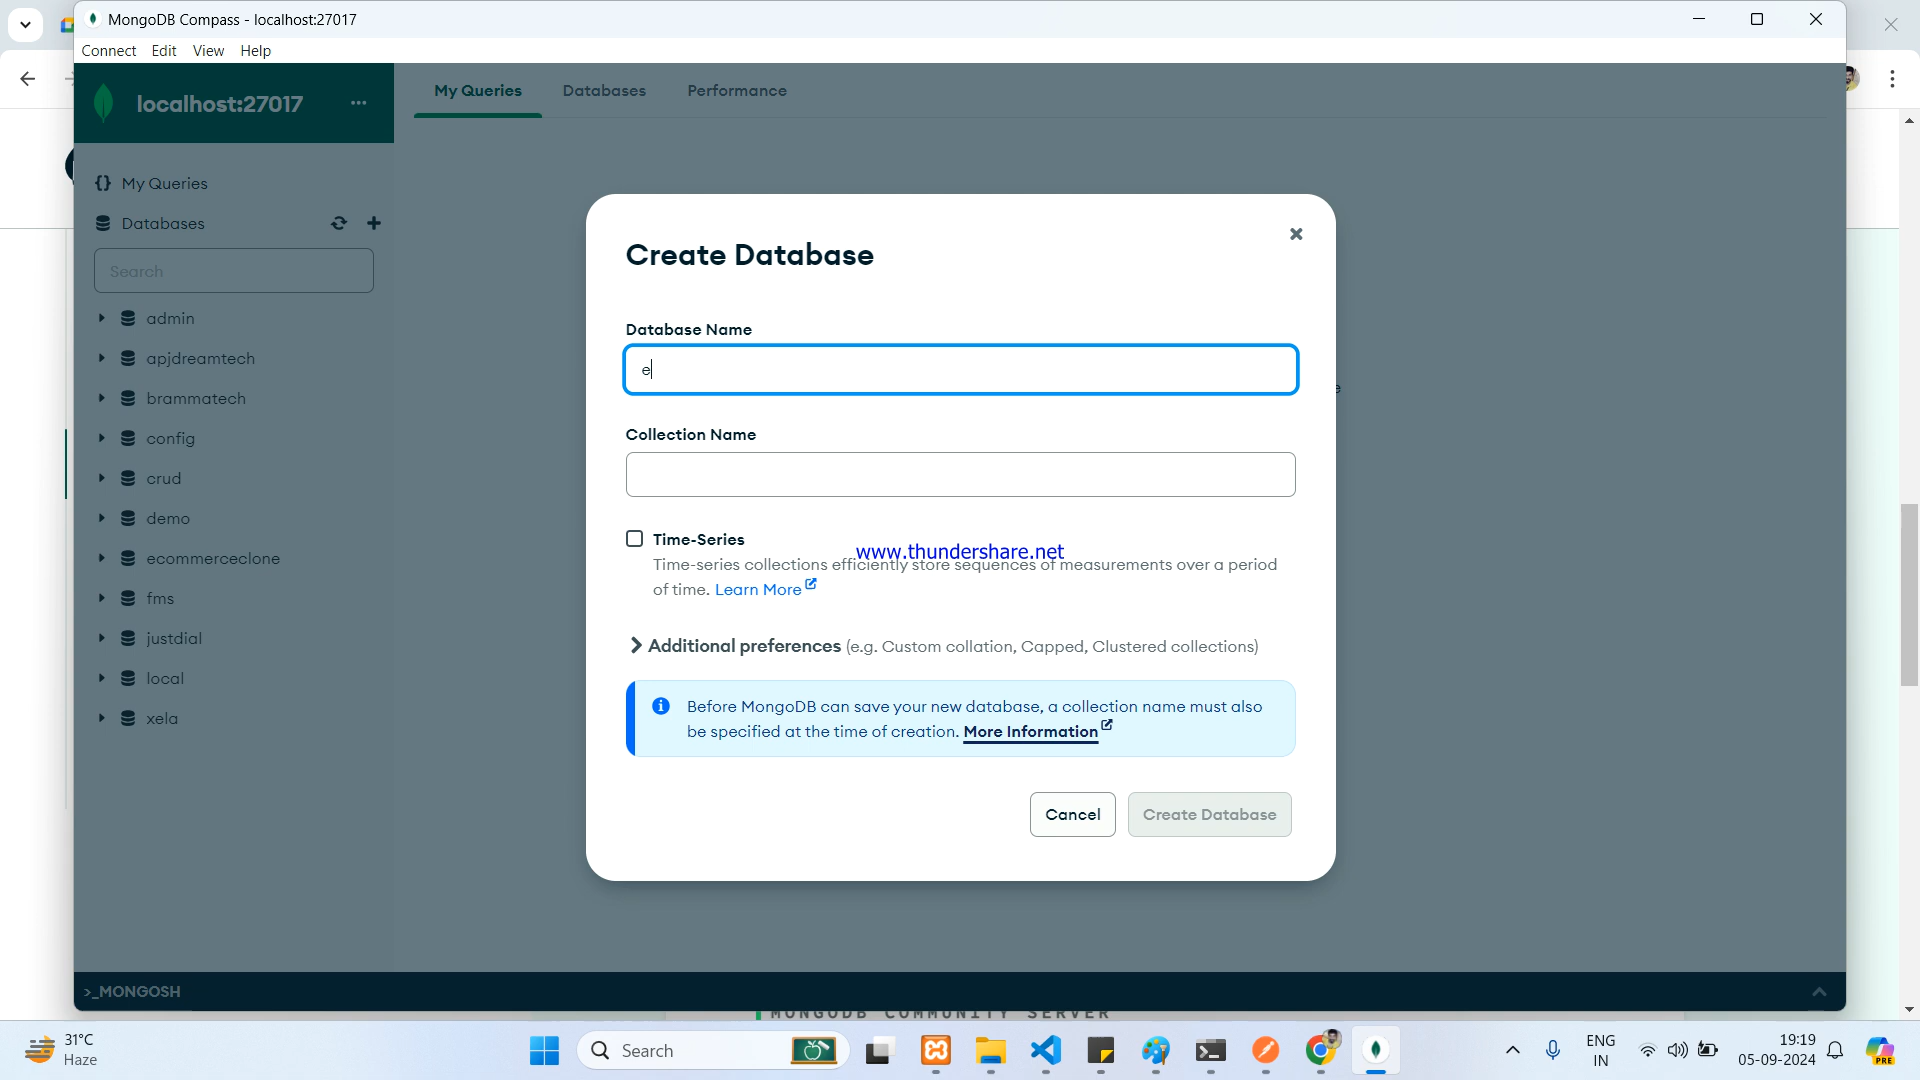 MongoDB Compass - localhost:27017
Connect Edit View Help
localhost:27017
My Queries Databases Performance
My Queries
Databases
Search
admin
apjdreamtech
brammatech
config
crud
demo
ecommerceclone
fms
justdial
local
xela
Create Database
Database Name
e
Collection Name
Time-Series
www.thundershare.net
Time-series collections efficiently store sequences of measurements over a period
of time. Learn More
Additional preferences (e.g. Custom collation, Capped, Clustered collections)
Before MongoDB can save your new database, a collection name must also
be specified at the time of creation. More Information
Cancel Create Database
>_MONGOSH
MONGODB COMMUNITY SERVER
31°C
Haze
Search
ENG
IN
19:19
05-09-2024
PRE